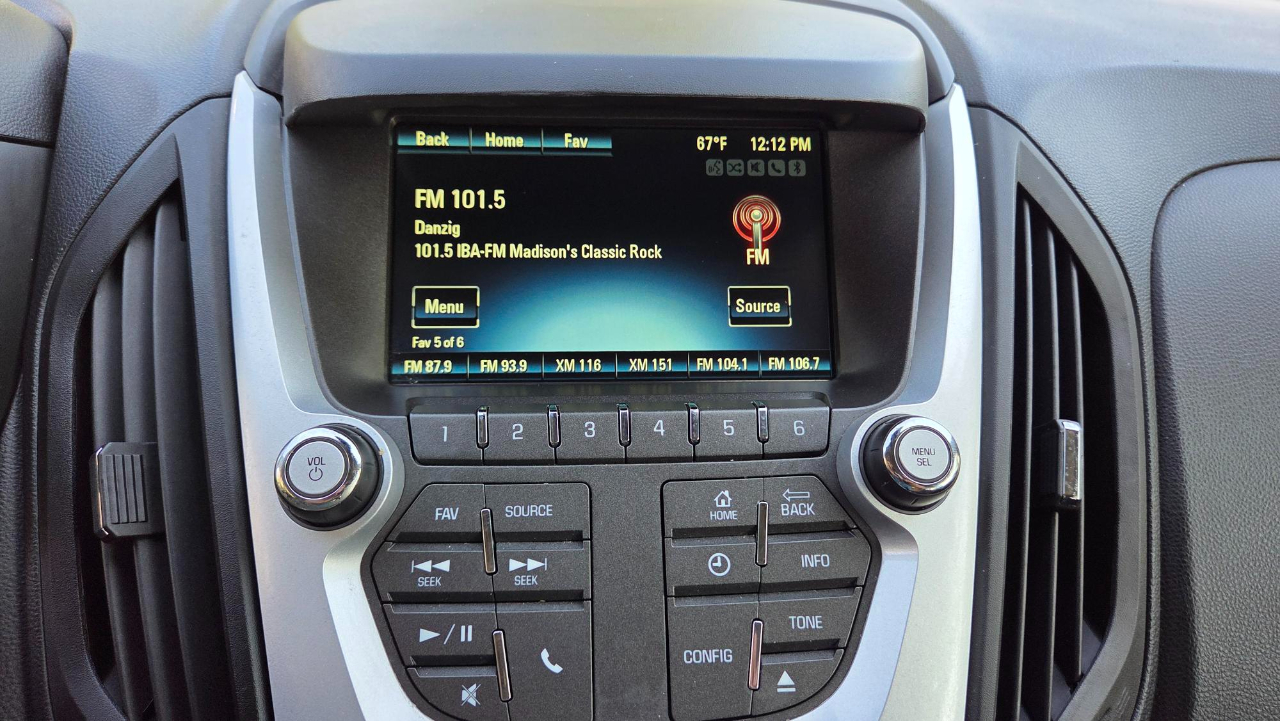 Back Home Fav 67°F 12:12 PM
FM 101.5
Danzig
101.5 IBA-FM Madison's Classic Rock
FM
Menu Source
Fav 5 of 6
FM 87.9 FM 93.9 XM 116 XM 151 FM 104.1 FM 106.7
1 2 3 4 5 6
VOL
MENU
SEL
FAV SOURCE
HOME BACK
SEEK SEEK
INFO
TONE
CONFIG